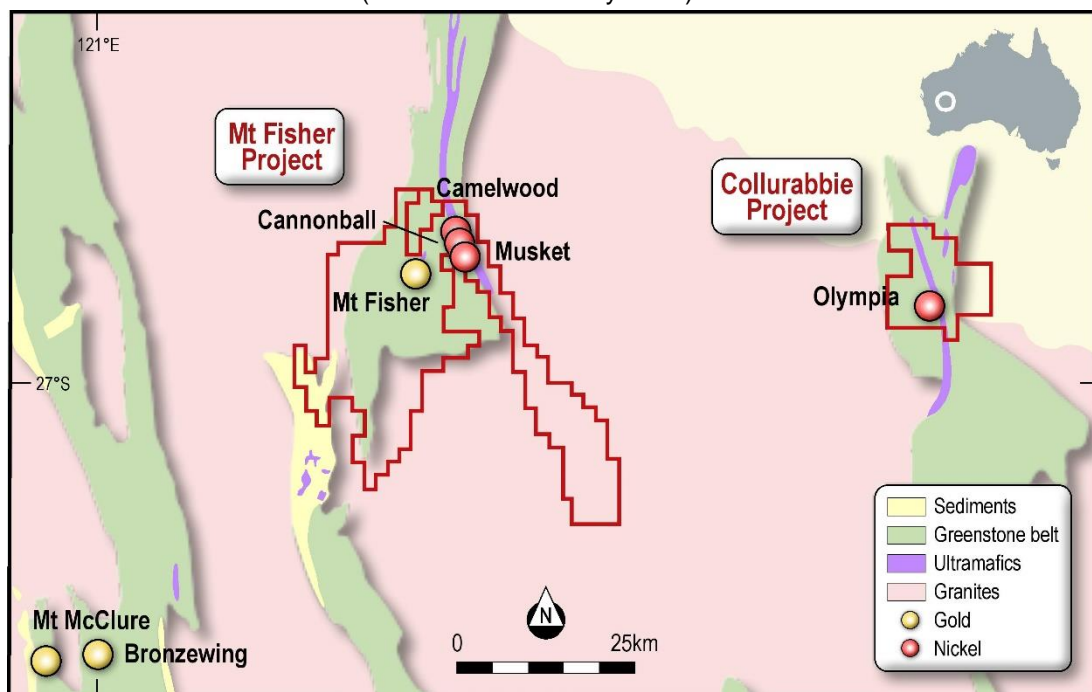 121°E
Mt Fisher
Project
Camelwood
Cannonball
Musket
Mt Fisher
Collurabbie
Project
Olympia
27°S
Sediments
Greenstone belt
Ultramafics
Granites
Gold
Nickel
Mt McClure
Bronzewing
N
0 25km